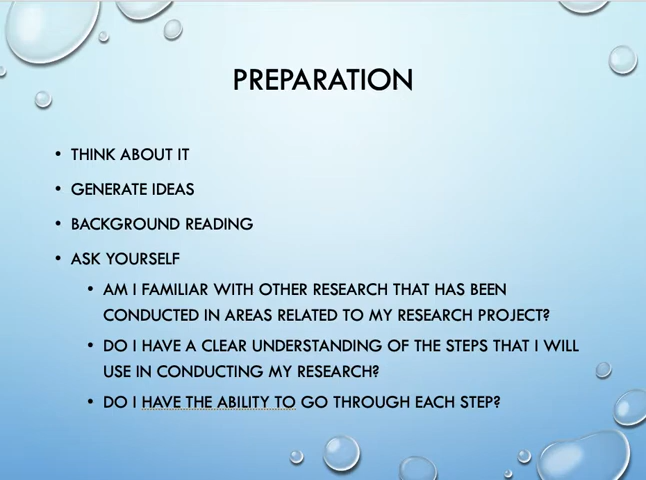 PREPARATION
• THINK ABOUT IT
• GENERATE IDEAS
• BACKGROUND READING
• ASK YOURSELF
• AM I FAMILIAR WITH OTHER RESEARCH THAT HAS BEEN
CONDUCTED IN AREAS RELATED TO MY RESEARCH PROJECT?
• DO I HAVE A CLEAR UNDERSTANDING OF THE STEPS THAT I WILL
USE IN CONDUCTING MY RESEARCH?
• DO I HAVE THE ABILITY TO GO THROUGH EACH STEP?